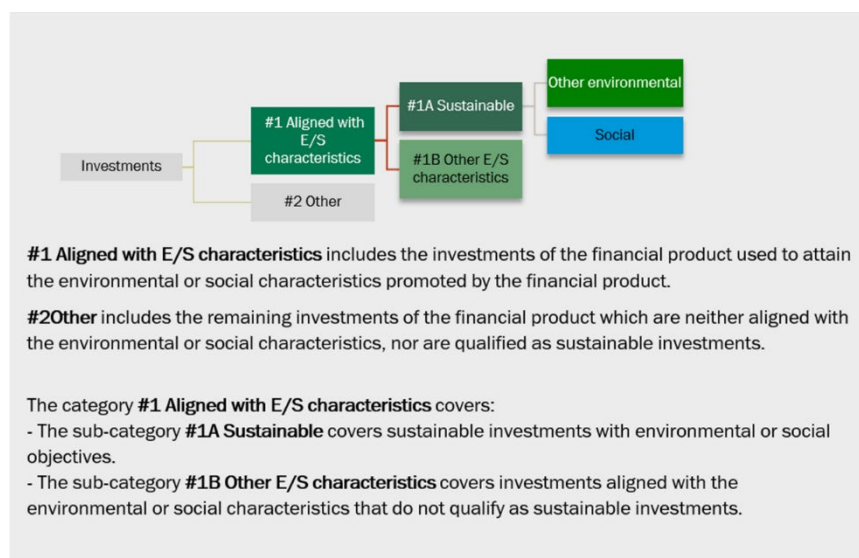 Other environmental
#1A Sustainable
#1 Aligned with
E/S
characteristics
Social
#1B Other E/S
characteristics
Investments
#2 Other
#1 Aligned with E/S characteristics includes the investments of the financial product used to attain
the environmental or social characteristics promoted by the financial product.
#2Other includes the remaining investments of the financial product which are neither aligned with
the environmental or social characteristics, nor are qualified as sustainable investments.
The category #1 Aligned with E/S characteristics covers:
- The sub-category #1A Sustainable covers sustainable investments with environmental or social
objectives.
- The sub-category #1B Other E/S characteristics covers investments aligned with the
environmental or social characteristics that do not qualify as sustainable investments.